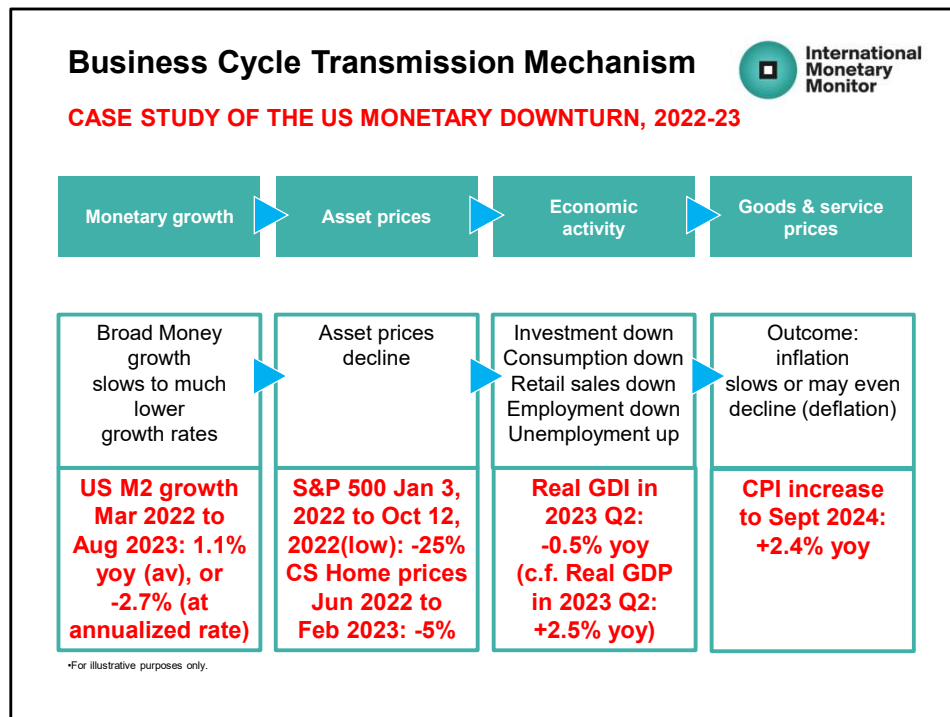 Business Cycle Transmission Mechanism
International
Monetary
Monitor
CASE STUDY OF THE US MONETARY DOWNTURN, 2022-23
Monetary growth
Asset prices
Economic
activity
Goods & service
prices
Broad Money
growth
slows to much
lower
growth rates
Asset prices
decline
Investment down
Consumption down
Retail sales down
Employment down
Unemployment up
Outcome:
inflation
slows or may even
decline (deflation)
US M2 growth
Mar 2022 to
Aug 2023: 1.1%
yoy (av), or
-2.7% (at
annualized rate)
S&P 500 Jan 3,
2022 to Oct 12,
2022(low): -25%
CS Home prices
Jun 2022 to
Feb 2023: -5%
Real GDI in
2023 Q2:
-0.5% yoy
(c.f. Real GDP
in 2023 Q2:
+2.5% yoy)
CPI increase
to Sept 2024:
+2.4% yoy
•For illustrative purposes only.